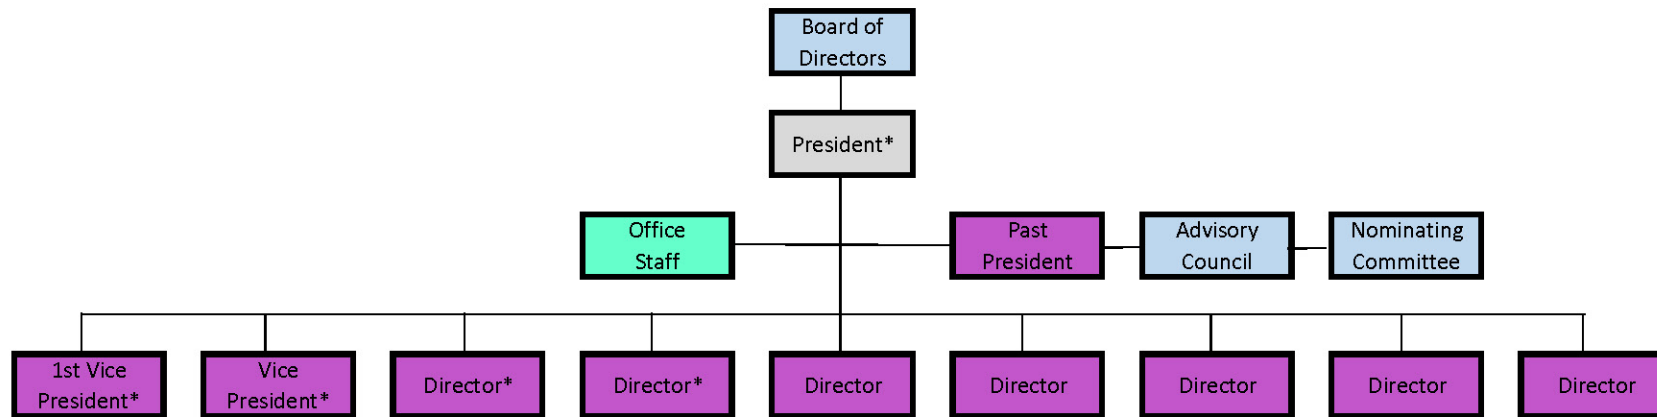 Board of
Directors
President*
Office
Staff
Past
President
Advisory
Council
Nominating
Committee
1st Vice
President*
Vice
President*
Director*
Director*
Director
Director
Director
Director
Director